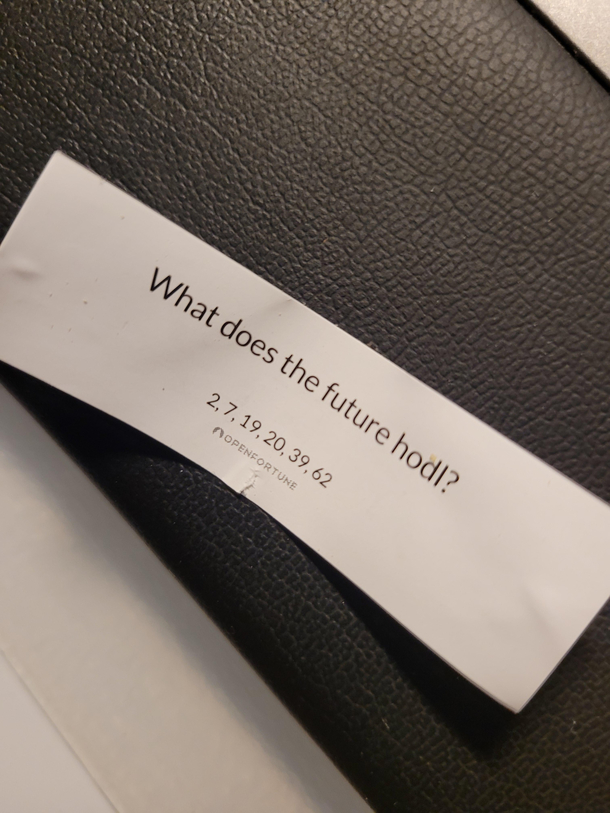 What does the future hodl?
2, 7, 19, 20, 39, 62
OPENFORTUNE